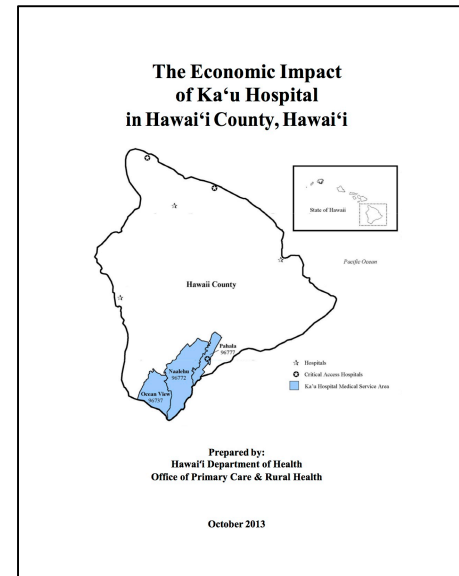 The Economic Impact
of Ka‘u Hospital
in Hawai‘i County, Hawai‘i
State of Hawaii
Pacific Ocean
Hawaii County
Pahala
96777
Naalehu
96772
Ocean View
96737
Hospitals
Critical Access Hospitals
Ka'u Hospital Medical Service Area
Prepared by:
Hawai‘i Department of Health
Office of Primary Care & Rural Health
October 2013